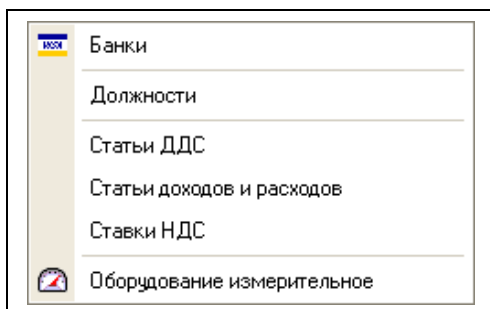 Банки
Должности
Статьи ДДС
Статьи доходов и расходов
Ставки НДС
Оборудование измерительное